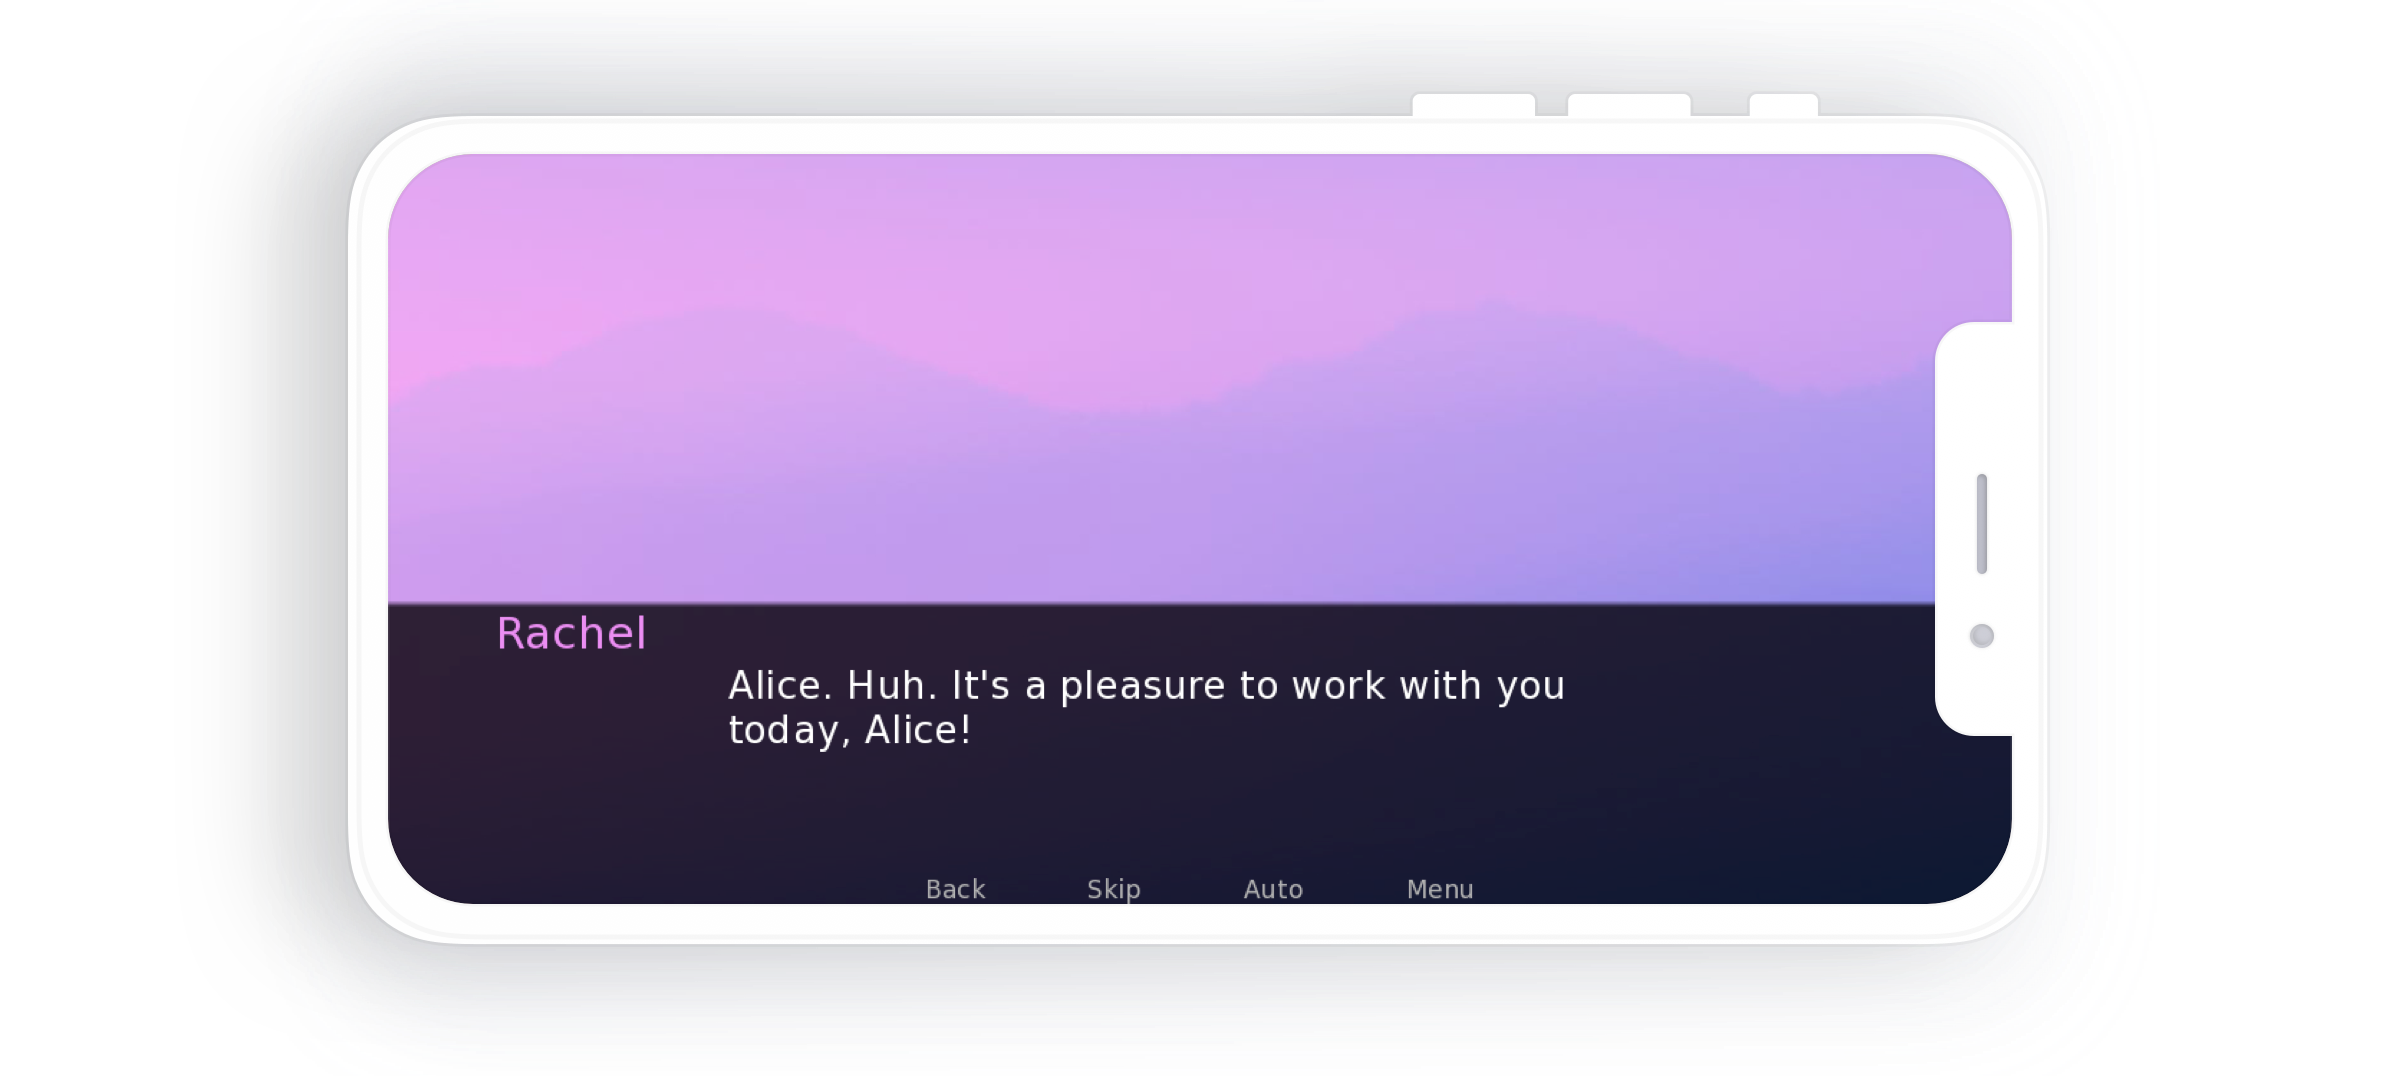 Rachel
Alice. Huh. It's a pleasure to work with you
today, Alice!
Back Skip Auto Menu